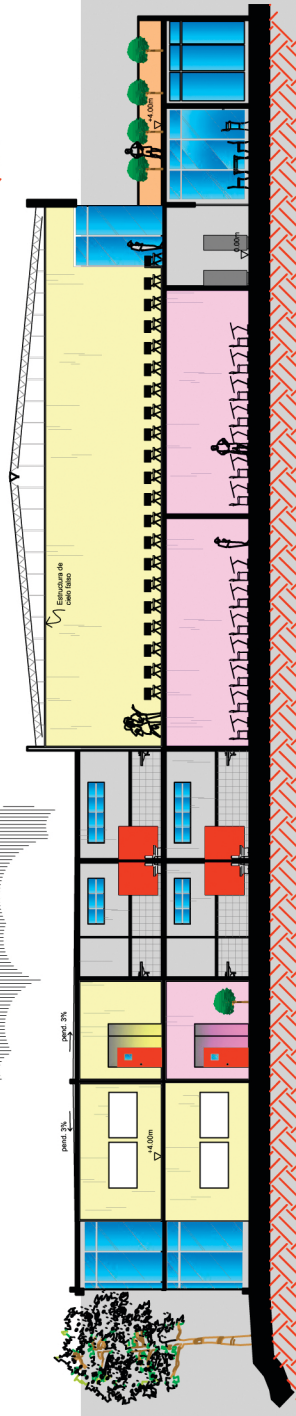 pend. 3%
pend. 3%
Estructura de
cielo falso
+4.00m
+4.00m
0.00m